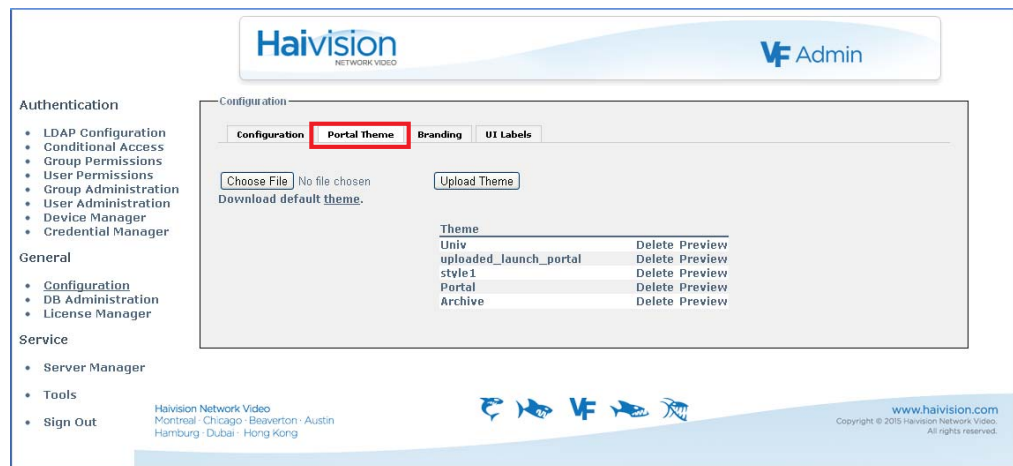 Haivision
NETWORK VIDEO
VF Admin
Authentication
• LDAP Configuration
• Conditional Access
• Group Permissions
• User Permissions
• Group Administration
• User Administration
• Device Manager
• Credential Manager
General
• Configuration
• DB Administration
• License Manager
Service
• Server Manager
• Tools
• Sign Out
Configuration
Configuration Portal Theme Branding UI Labels
Choose File No file chosen Upload Theme
Download default theme.
Theme
Univ Delete Preview
uploaded_launch_portal Delete Preview
style1 Delete Preview
Portal Delete Preview
Archive Delete Preview
Haivision Network Video
Montreal · Chicago · Beaverton · Austin
Hamburg · Dubai · Hong Kong
VF
www.haivision.com
Copyright © 2015 Haivision Network Video.
All rights reserved.